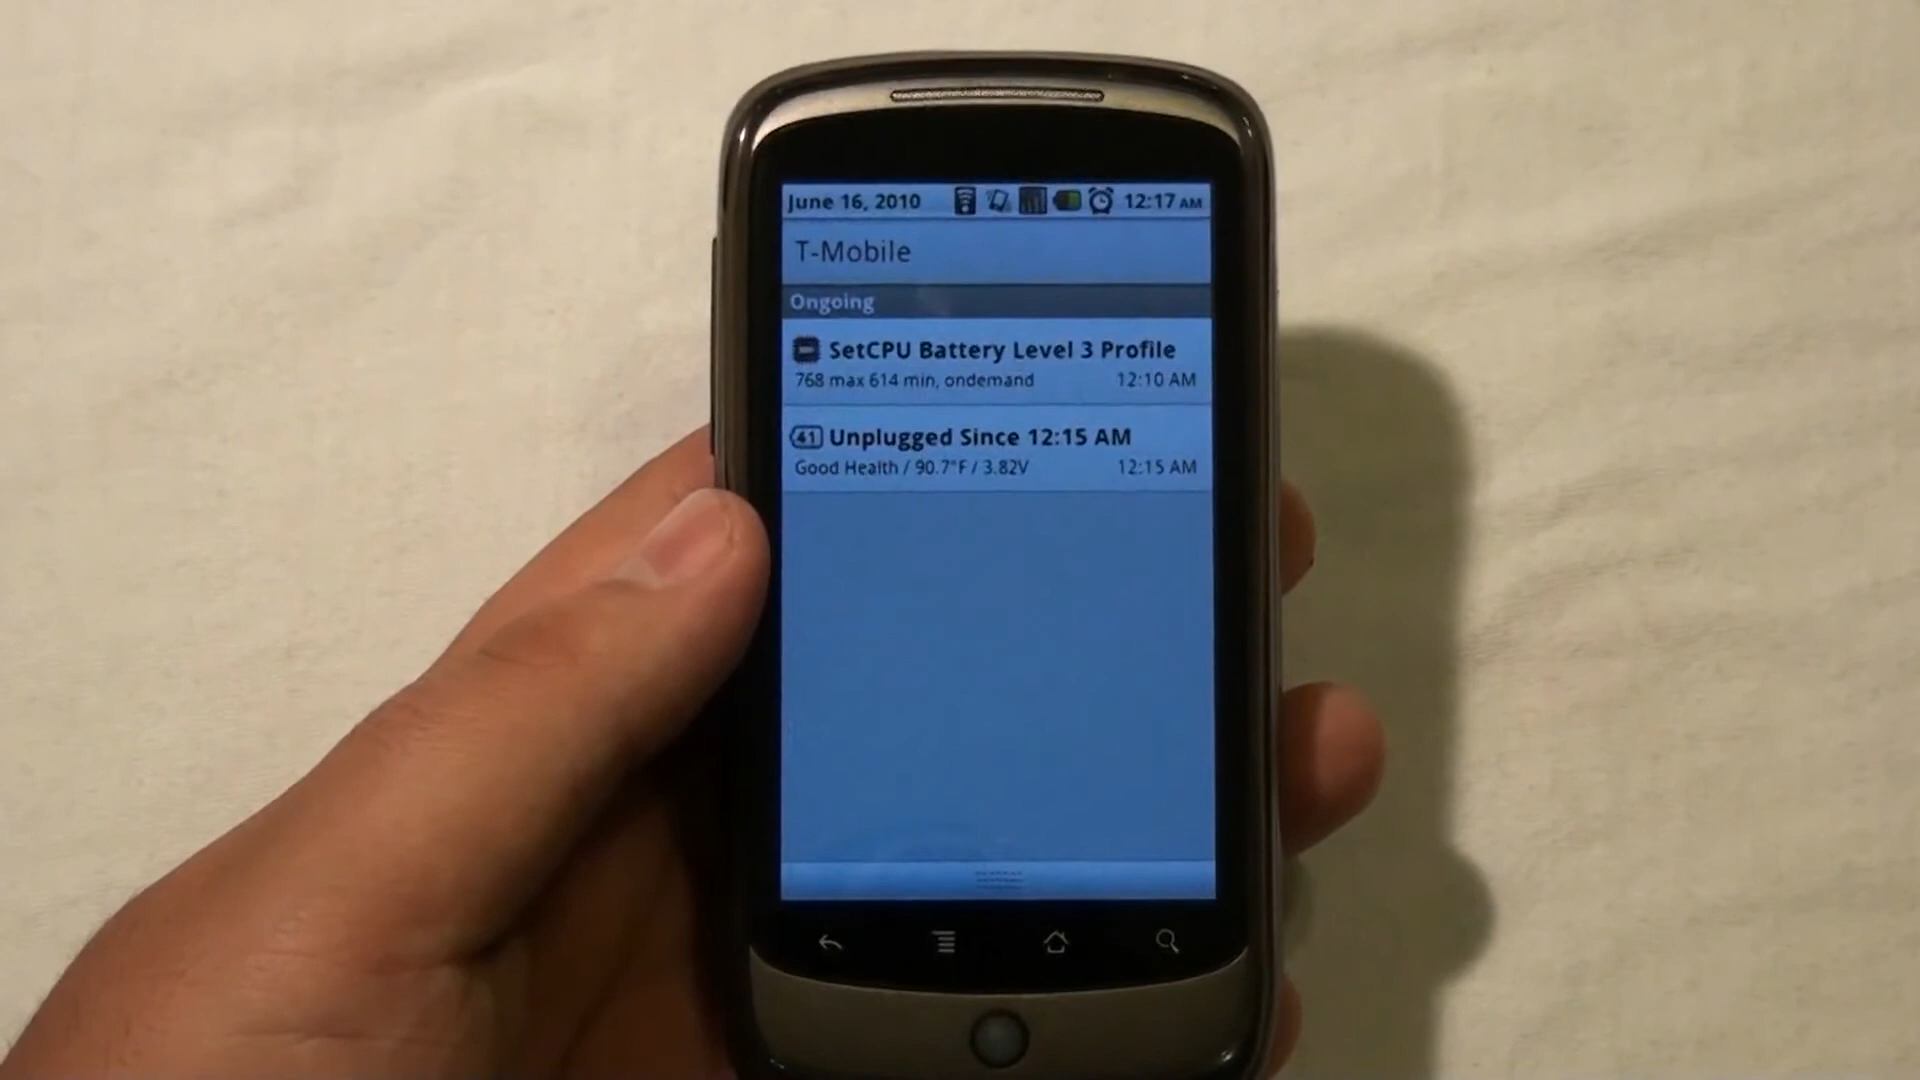 June 16, 2010 12:17 AM
T-Mobile
Ongoing
SetCPU Battery Level 3 Profile
768 max 614 min, ondemand 12:10 AM
41 Unplugged Since 12:15 AM
Good Health / 90.7°F / 3.82V 12:15 AM